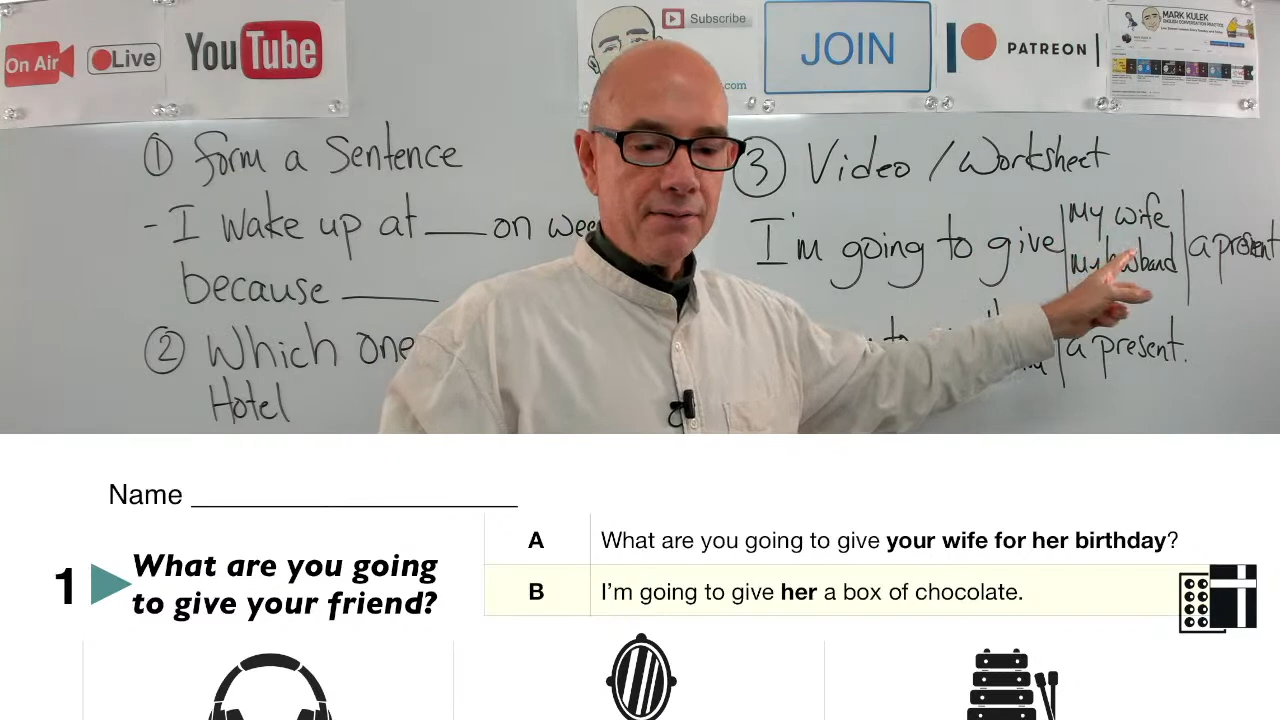 On Air
Live
YouTube
Subscribe
.com
JOIN
PATREON
MARK KULEK
① Form a Sentence
- I wake up at ___ on wee
because ___
② Which one
Hotel
③ Video / Worksheet
I'm going to give
My wife
My husband
a present
a present.
Name
1
What are you going
to give your friend?
A
What are you going to give your wife for her birthday?
B
I'm going to give her a box of chocolate.